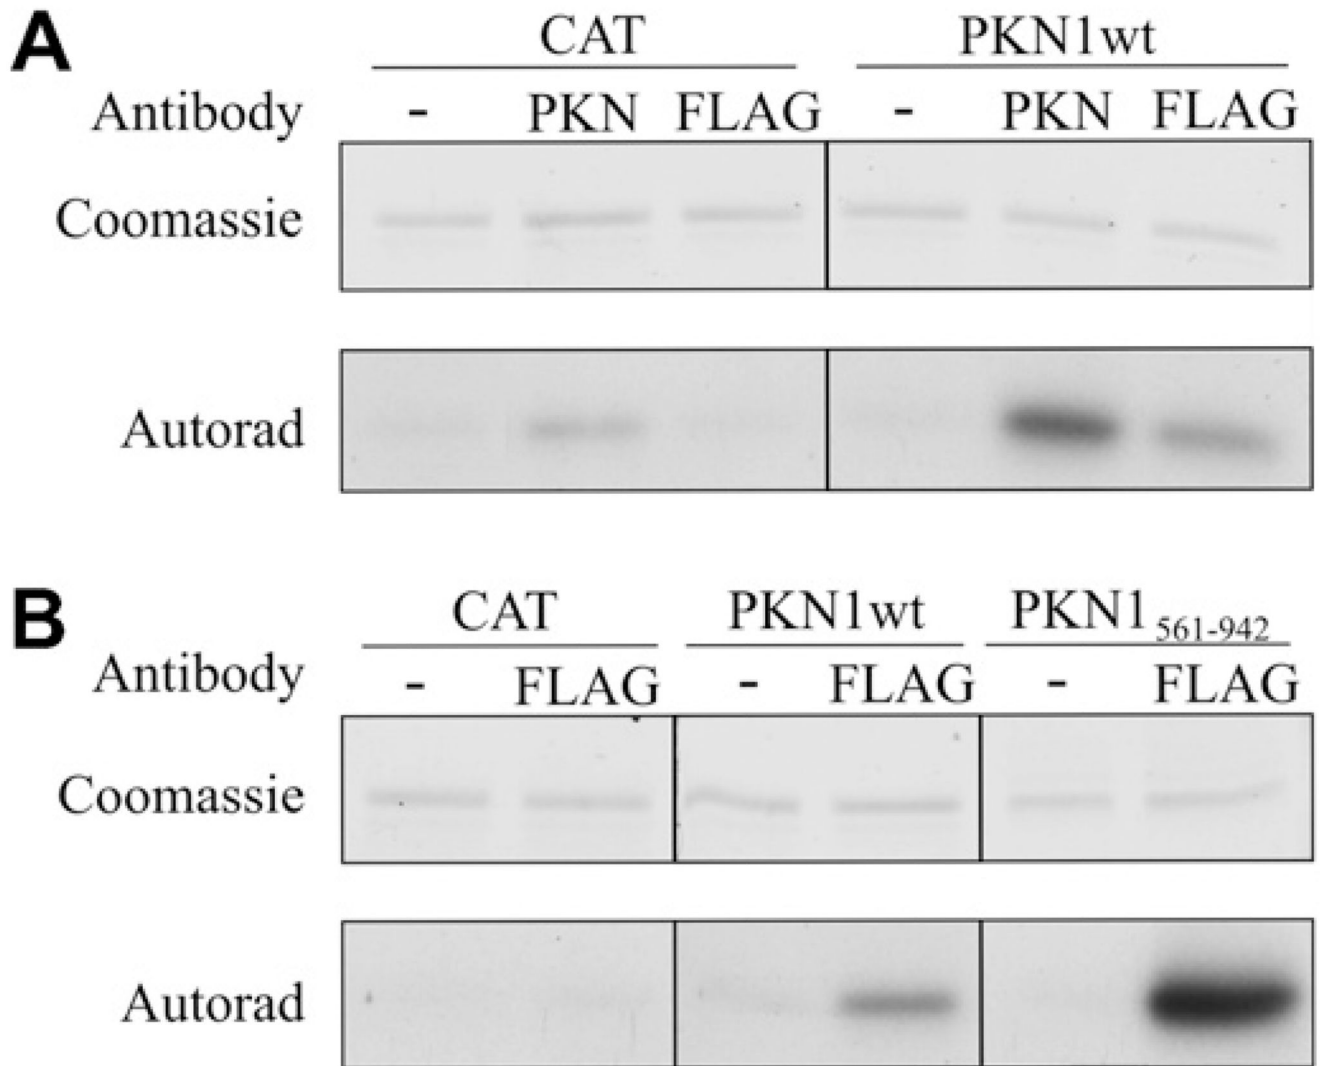 A
CAT PKN1wt
Antibody - PKN FLAG - PKN FLAG
Coomassie
Autorad
B
CAT PKN1wt PKN1561-942
Antibody - FLAG - FLAG - FLAG
Coomassie
Autorad